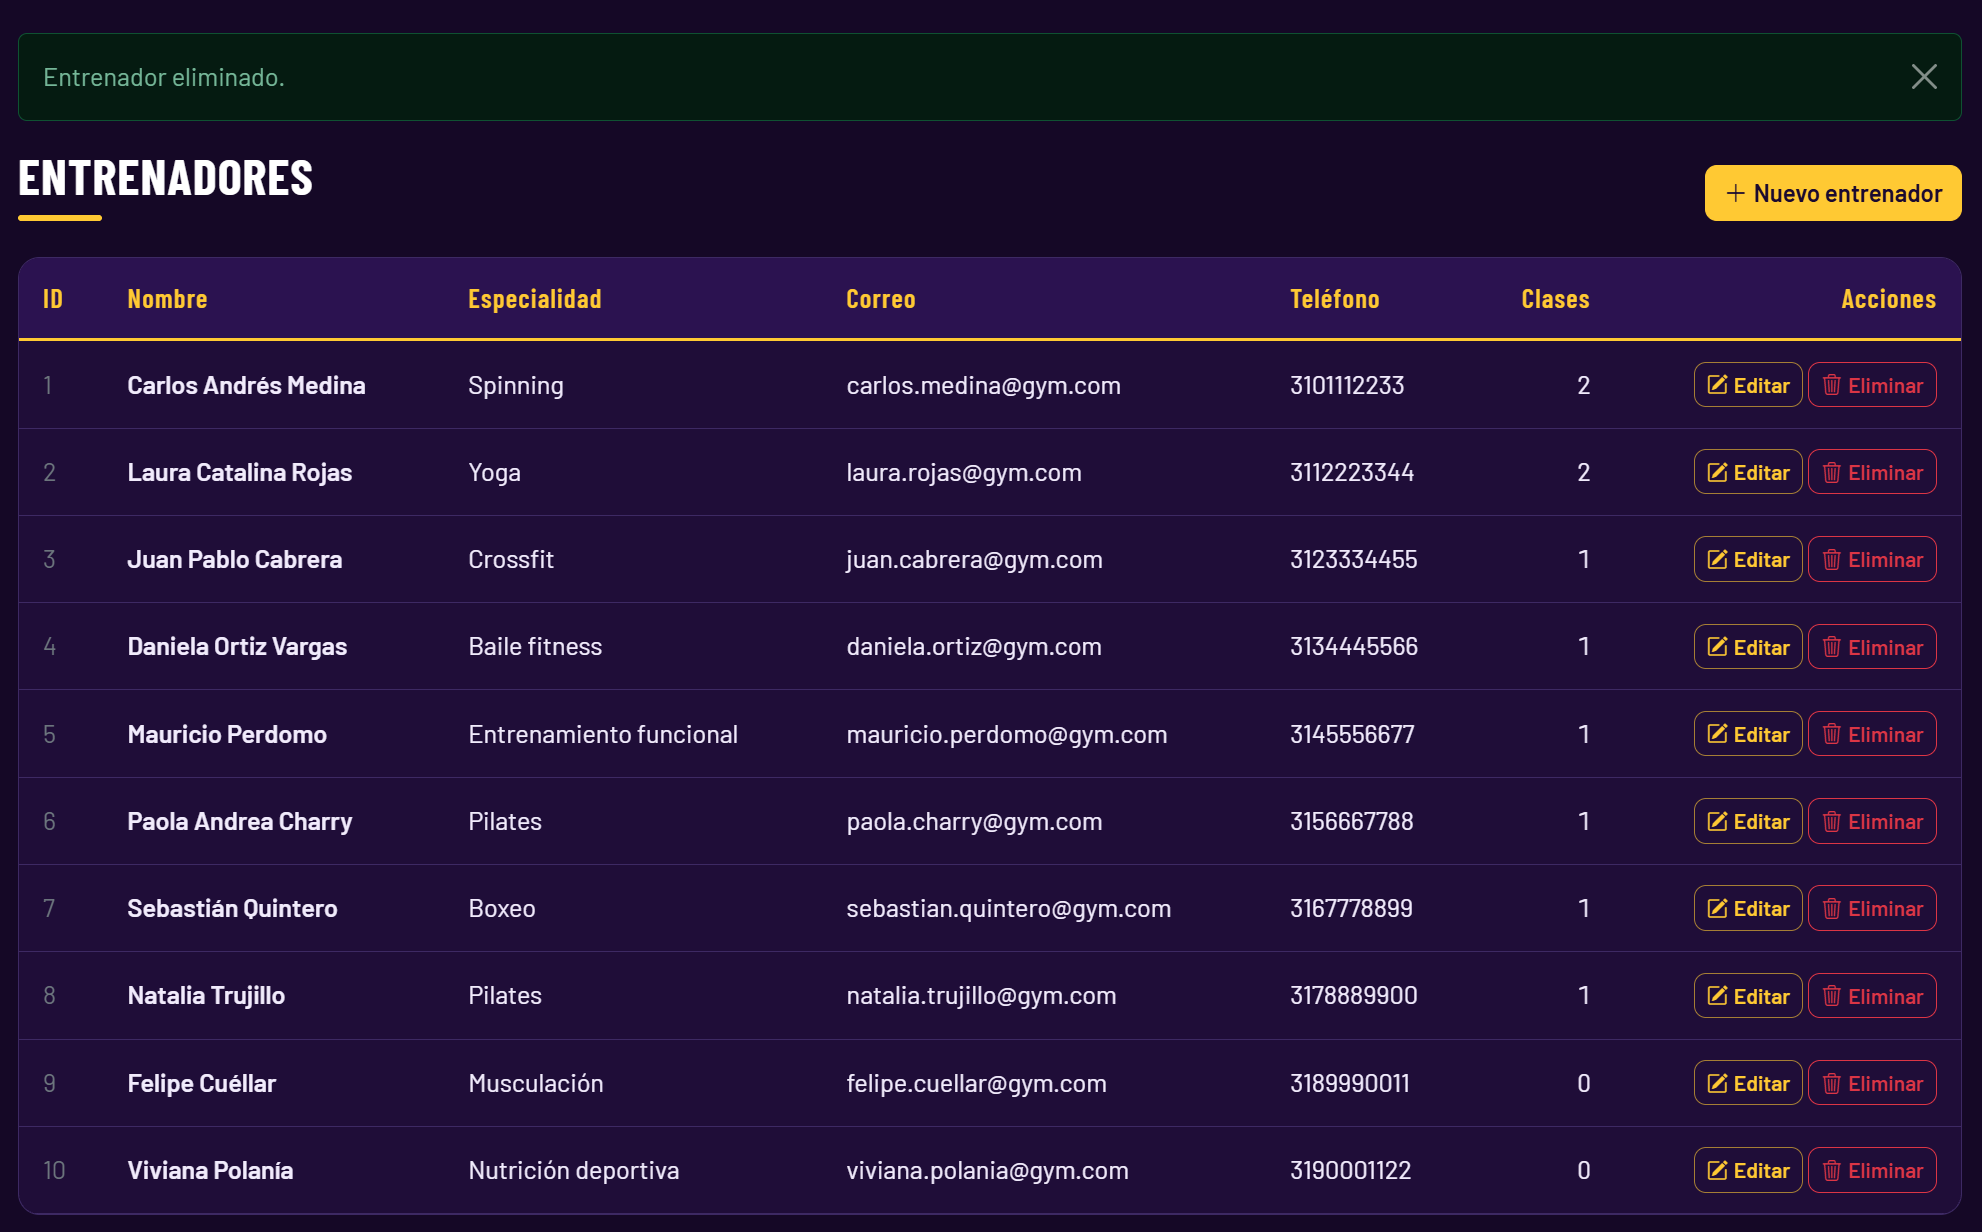 Entrenador eliminado.
ENTRENADORES
+ Nuevo entrenador
ID Nombre Especialidad Correo Teléfono Clases Acciones
1 Carlos Andrés Medina Spinning carlos.medina@gym.com 3101112233 2 Editar Eliminar
2 Laura Catalina Rojas Yoga laura.rojas@gym.com 3112223344 2 Editar Eliminar
3 Juan Pablo Cabrera Crossfit juan.cabrera@gym.com 3123334455 1 Editar Eliminar
4 Daniela Ortiz Vargas Baile fitness daniela.ortiz@gym.com 3134445566 1 Editar Eliminar
5 Mauricio Perdomo Entrenamiento funcional mauricio.perdomo@gym.com 3145556677 1 Editar Eliminar
6 Paola Andrea Charry Pilates paola.charry@gym.com 3156667788 1 Editar Eliminar
7 Sebastián Quintero Boxeo sebastian.quintero@gym.com 3167778899 1 Editar Eliminar
8 Natalia Trujillo Pilates natalia.trujillo@gym.com 3178889900 1 Editar Eliminar
9 Felipe Cuéllar Musculación felipe.cuellar@gym.com 3189990011 0 Editar Eliminar
10 Viviana Polanía Nutrición deportiva viviana.polania@gym.com 3190001122 0 Editar Eliminar